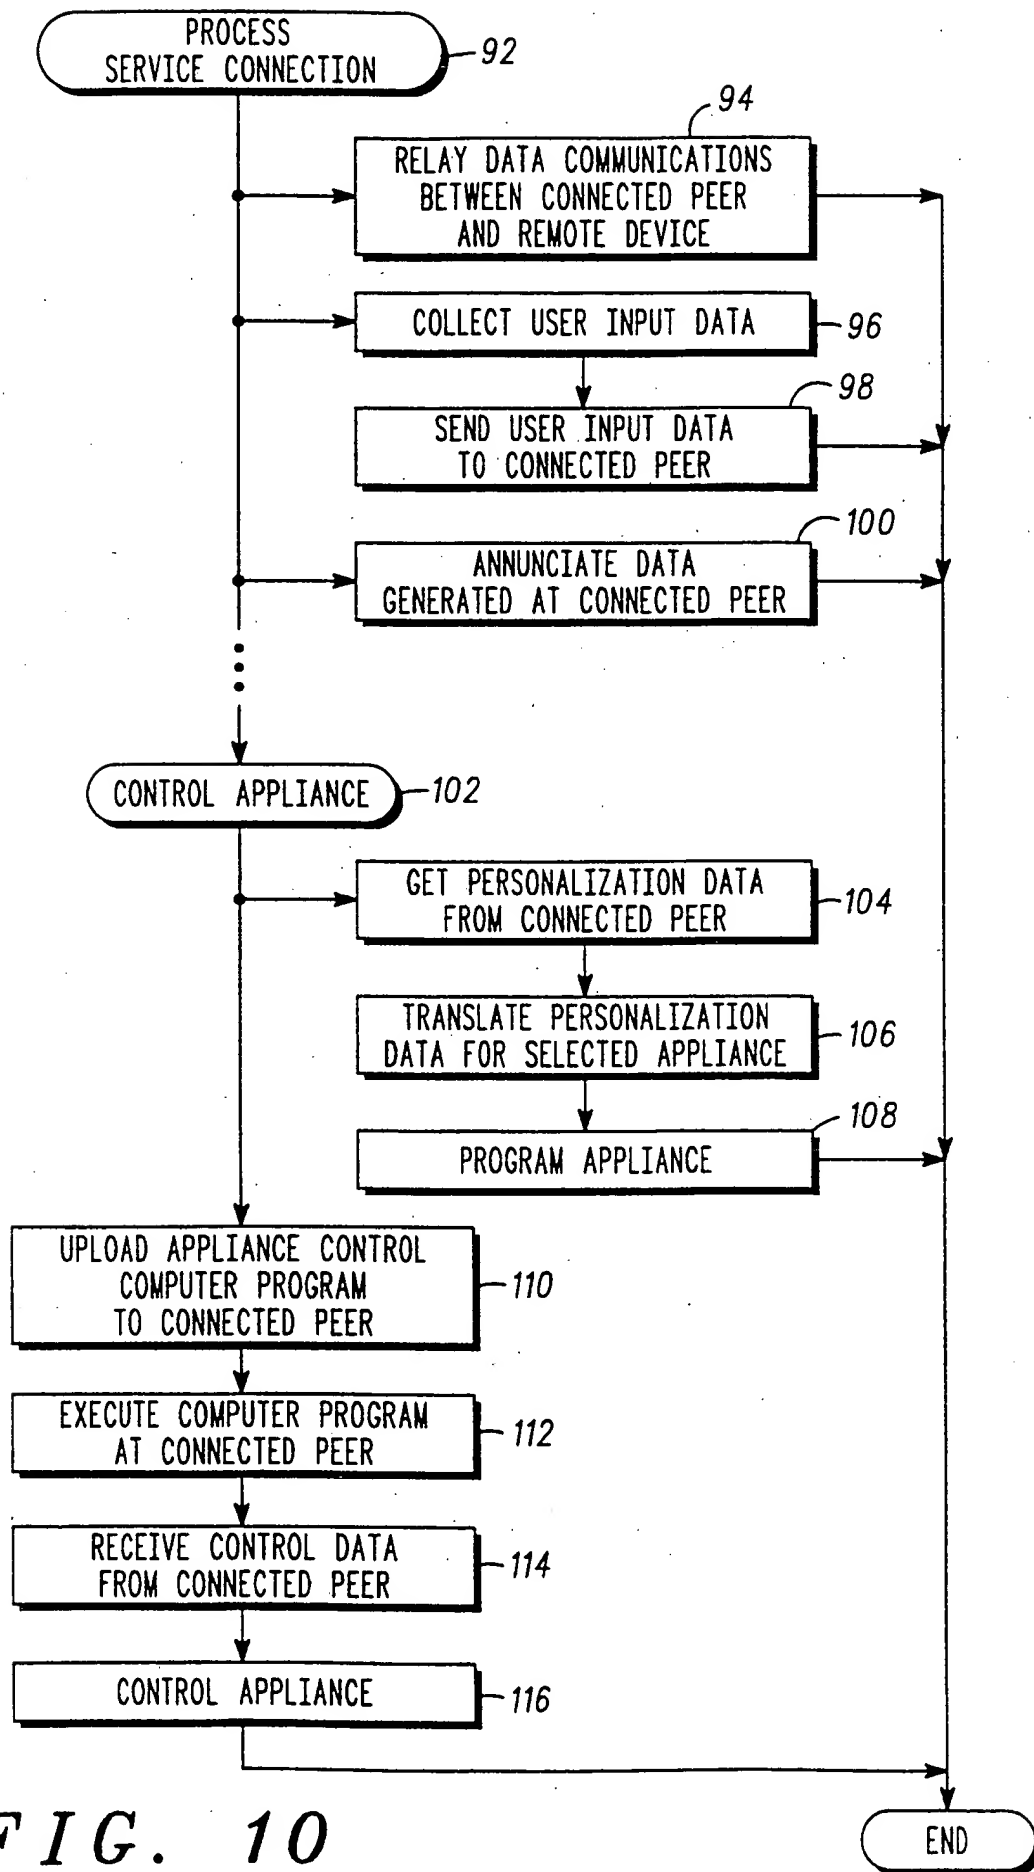 PROCESS
SERVICE CONNECTION
92
94
RELAY DATA COMMUNICATIONS
BETWEEN CONNECTED PEER
AND REMOTE DEVICE
COLLECT USER INPUT DATA
96
98
SEND USER INPUT DATA
TO CONNECTED PEER
100
ANNUNCIATE DATA
GENERATED AT CONNECTED PEER
CONTROL APPLIANCE
102
GET PERSONALIZATION DATA
FROM CONNECTED PEER
104
TRANSLATE PERSONALIZATION
DATA FOR SELECTED APPLIANCE
106
108
PROGRAM APPLIANCE
UPLOAD APPLIANCE CONTROL
COMPUTER PROGRAM
TO CONNECTED PEER
110
EXECUTE COMPUTER PROGRAM
AT CONNECTED PEER
112
RECEIVE CONTROL DATA
FROM CONNECTED PEER
114
CONTROL APPLIANCE
116
END
FIG. 10